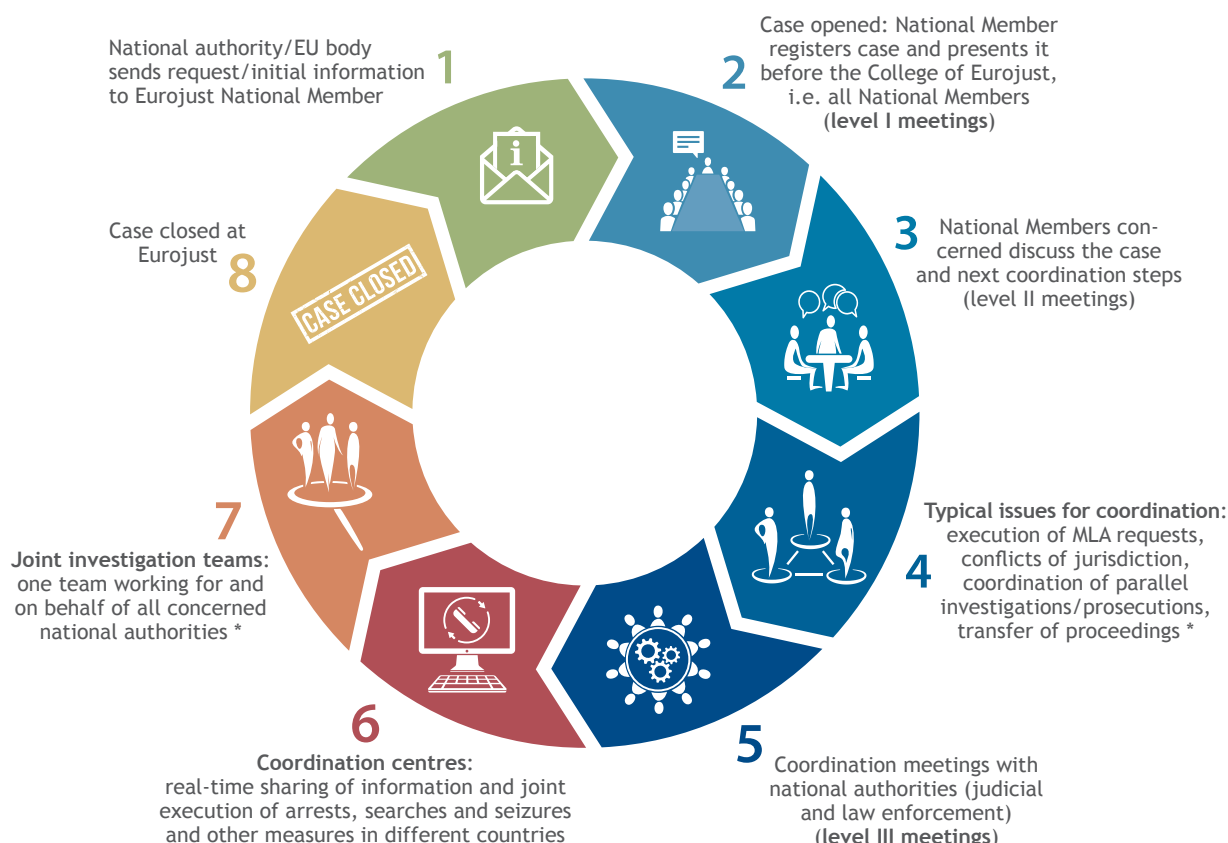 1
National authority/EU body
sends request/initial information
to Eurojust National Member
2
Case opened: National Member
registers case and presents it
before the College of Eurojust,
i.e. all National Members
(level I meetings)
3
National Members con-
cerned discuss the case
and next coordination steps
(level II meetings)
4
Typical issues for coordination:
execution of MLA requests,
conflicts of jurisdiction,
coordination of parallel
investigations/prosecutions,
transfer of proceedings *
5
Coordination meetings with
national authorities (judicial
and law enforcement)
(level III meetings)
6
Coordination centres:
real-time sharing of information and joint
execution of arrests, searches and seizures
and other measures in different countries
7
Joint investigation teams:
one team working for and
on behalf of all concerned
national authorities *
8
Case closed at
Eurojust
CASE CLOSED
i